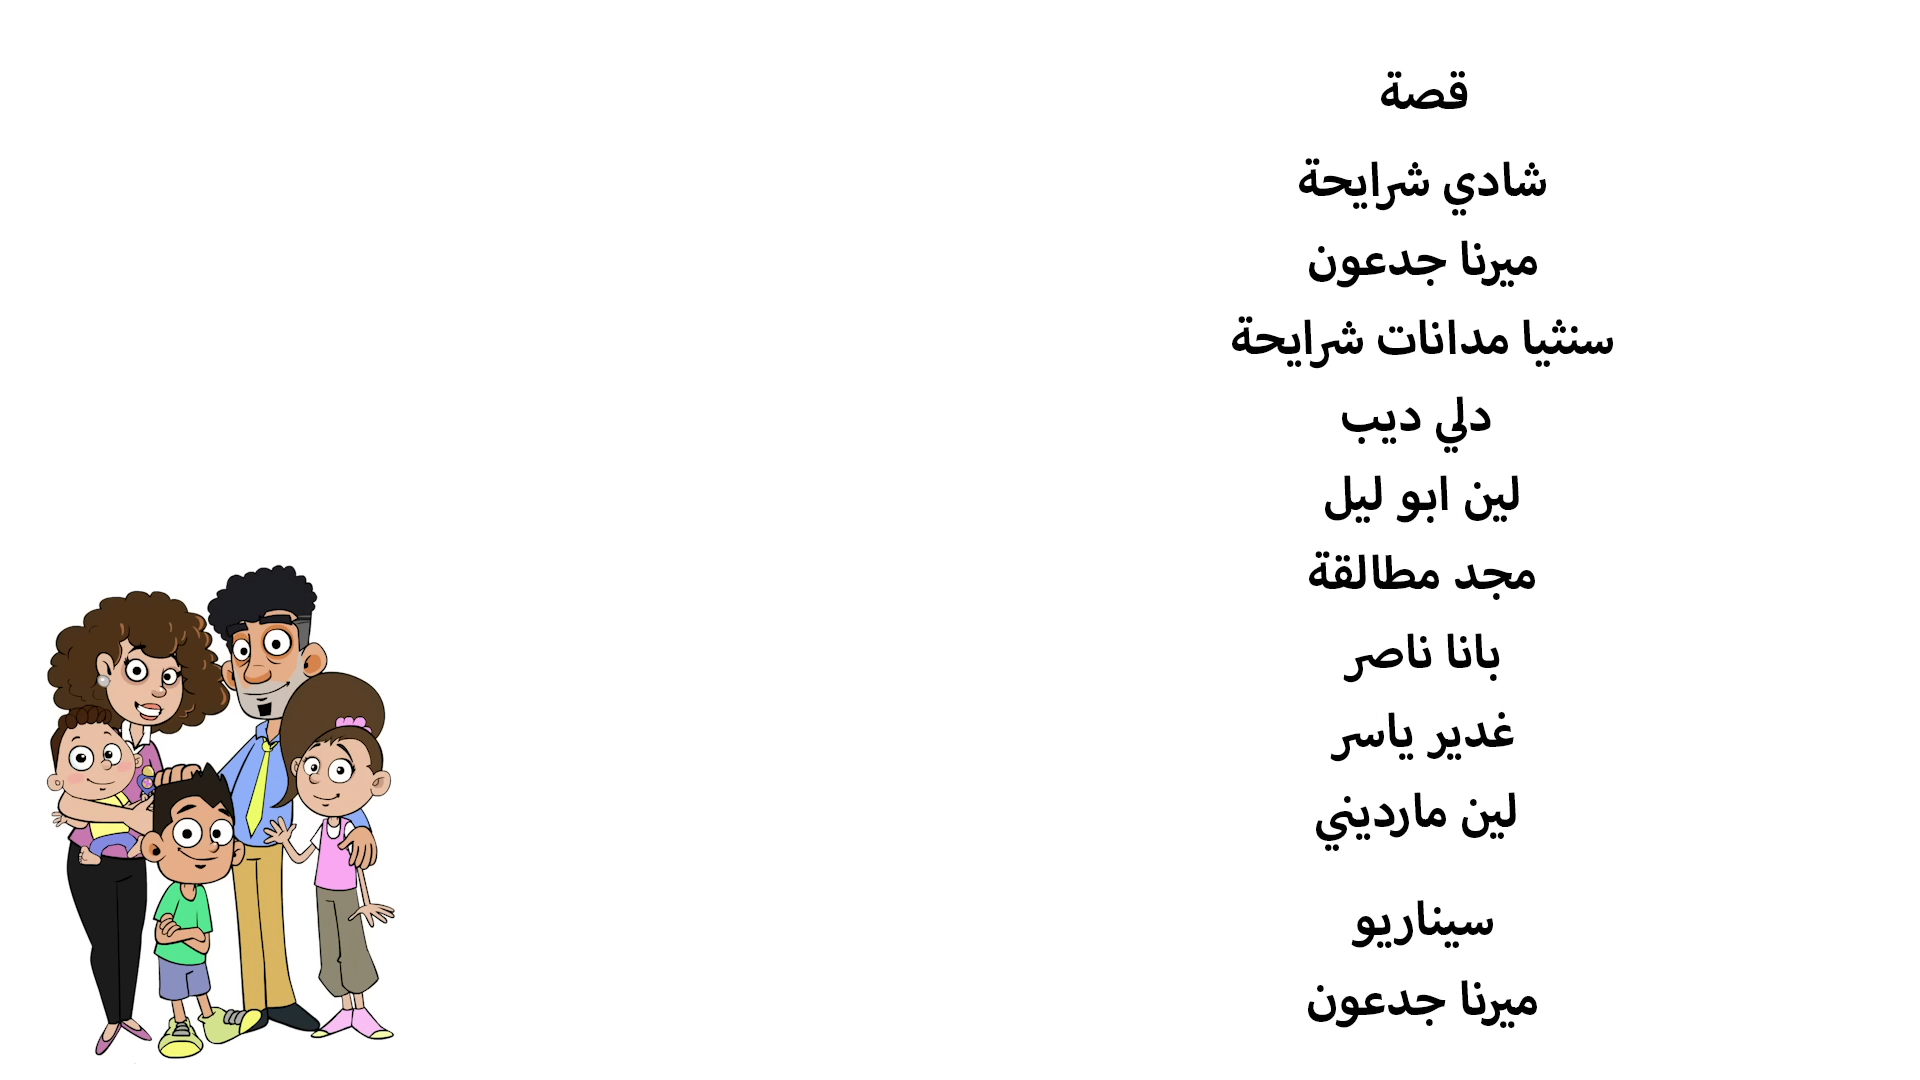 قصة
شادي شرايحة
ميرنا جدعون
سنثيا مدانات شرايحة
دلي ديب
لين ابو ليل
مجد مطالقة
بانا ناصر
غدير ياسر
لين مارديني
سيناريو
ميرنا جدعون